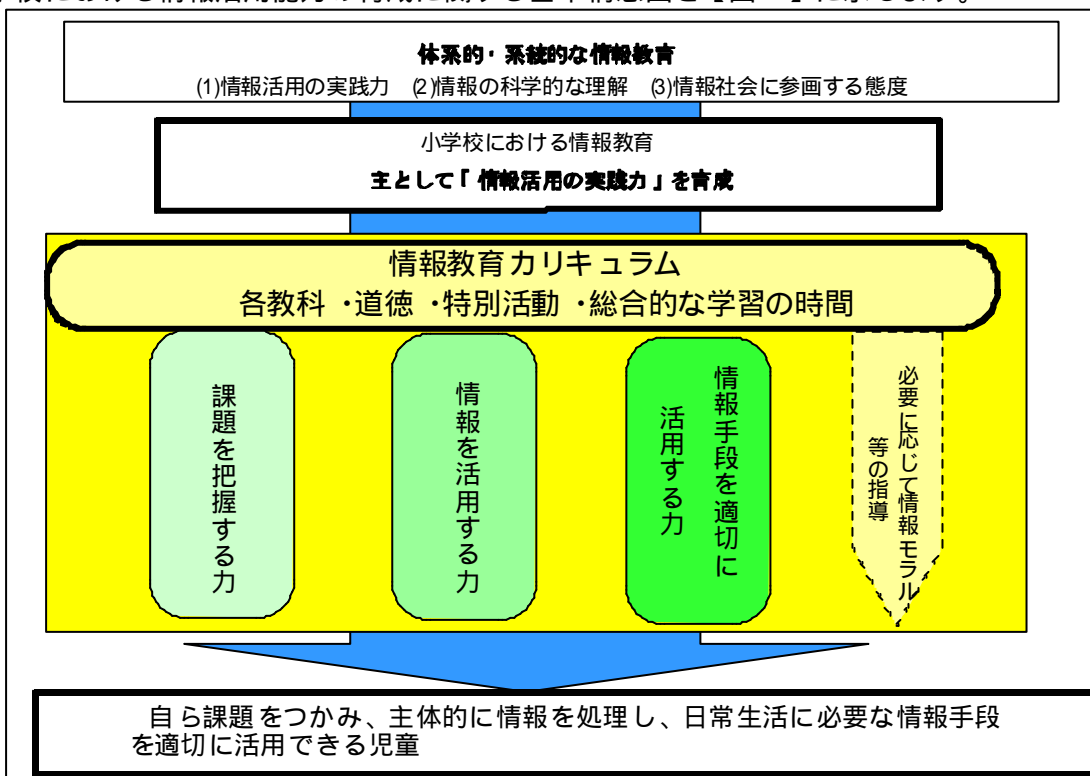 体系的・系統的な情報教育
(1)情報活用の実践力 (2)情報の科学的な理解 (3)情報社会に参画する態度
小学校における情報教育
主として「情報活用の実践力」を育成
情報教育カリキュラム
各教科・道徳・特別活動・総合的な学習の時間
課題を把握する力
情報を活用する力
情報手段を適切に
活用する力
必要に応じて情報モラル
等の指導
自ら課題をつかみ、主体的に情報を処理し、日常生活に必要な情報手段
を適切に活用できる児童